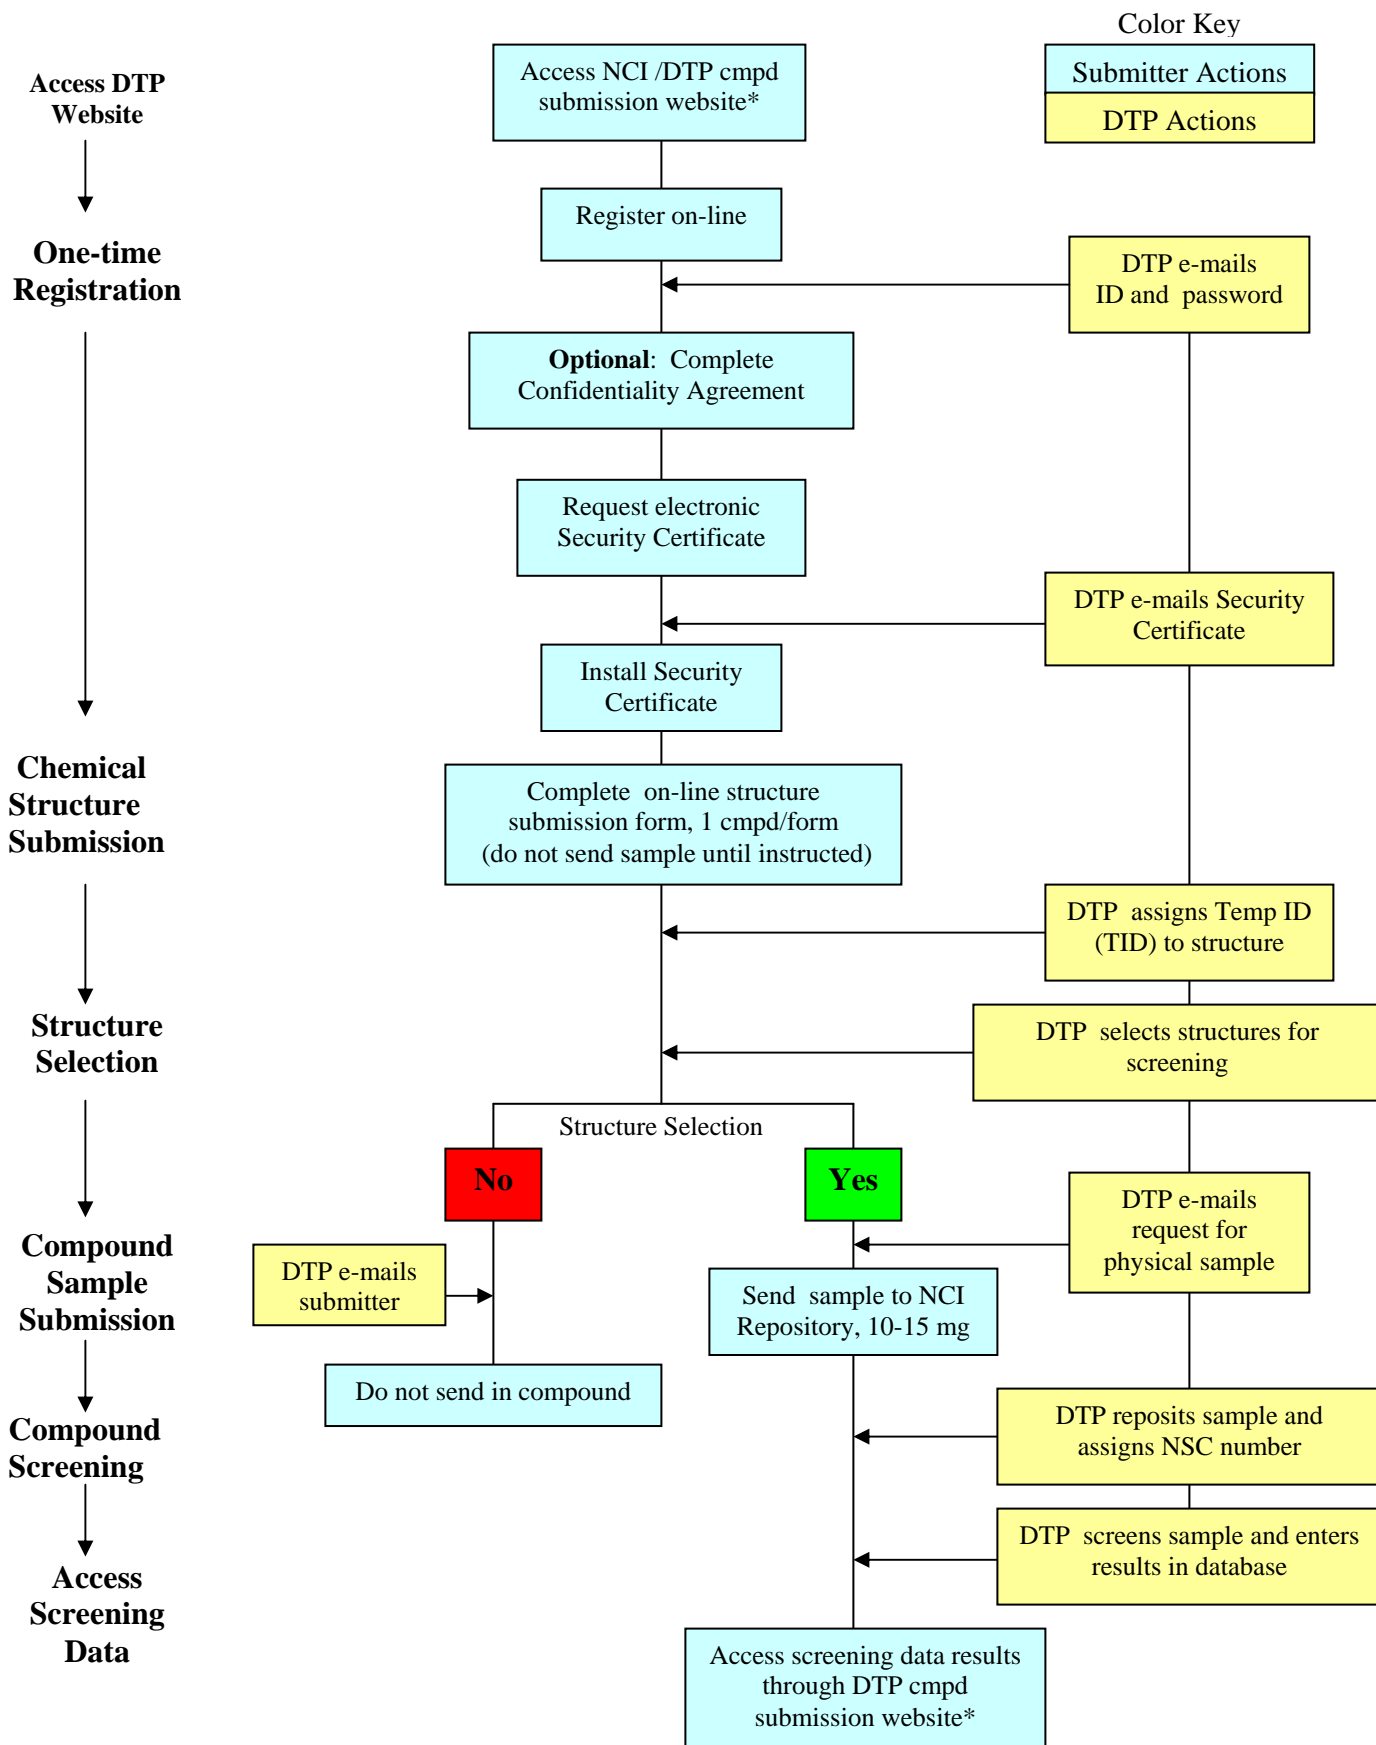 Color Key
Submitter Actions
DTP Actions
Access DTP
Website
One-time
Registration
Chemical
Structure
Submission
Structure
Selection
Compound
Sample
Submission
Compound
Screening
Access
Screening
Data
Access NCI /DTP cmpd
submission website*
Register on-line
DTP e-mails
ID and password
Optional: Complete
Confidentiality Agreement
Request electronic
Security Certificate
DTP e-mails Security
Certificate
Install Security
Certificate
Complete on-line structure
submission form, 1 cmpd/form
(do not send sample until instructed)
DTP assigns Temp ID
(TID) to structure
DTP selects structures for
screening
Structure Selection
No
Yes
DTP e-mails
submitter
Do not send in compound
DTP e-mails
request for
physical sample
Send sample to NCI
Repository, 10-15 mg
DTP reposits sample and
assigns NSC number
DTP screens sample and enters
results in database
Access screening data results
through DTP cmpd
submission website*